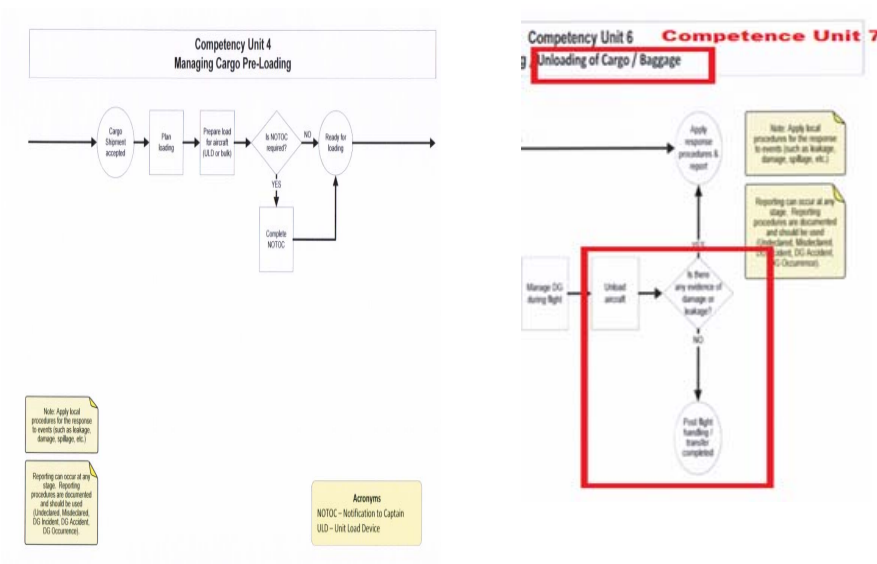 Competency Unit 4
Managing Cargo Pre-Loading
Cargo
Shipment
accepted
Plan
loading
Prepare load
for aircraft
(ULD or bulk)
Is NOTOC
required?
NO
Ready for
loading
YES
Complete
NOTOC
Note: Apply local
procedures for the response
to events (such as leakage,
damage, spillage, etc.)
Reporting can occur at any
stage. Reporting
procedures are documented
and should be used
(Undeclared, Misdeclared,
DG Incident, DG Accident,
DG Occurrence).
Acronyms
NOTOC – Notification to Captain
ULD – Unit Load Device
Competency Unit 6
Competence Unit 7
/ Unloading of Cargo / Baggage
Apply
response
procedures &
report
Note: Apply local
procedures for the response
to events (such as leakage,
damage, spillage, etc.)
Reporting can occur at any
stage. Reporting
procedures are documented
and should be used
(Undeclared, Misdeclared,
DG Incident, DG Accident,
DG Occurrence).
YES
Manage DG
during flight
Unload
aircraft
Is there
any evidence of
damage or
leakage?
NO
Post flight
handling /
transfer
completed